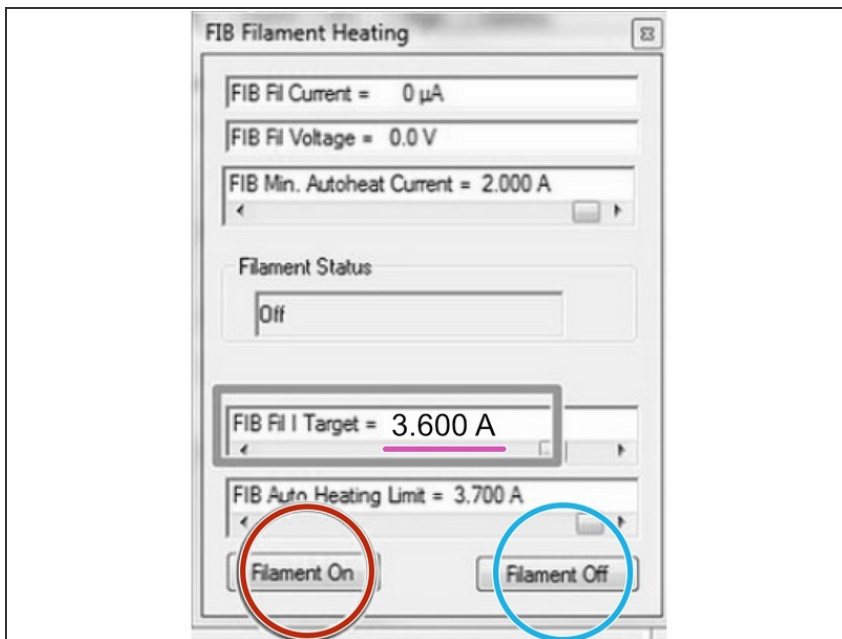 FIB Filament Heating
FIB Fil Current = 0 µA
FIB Fil Voltage = 0.0 V
FIB Min. Autoheat Current = 2.000 A
Filament Status
Off
FIB Fil I Target = 3.600 A
FIB Auto Heating Limit = 3.700 A
Filament On Filament Off